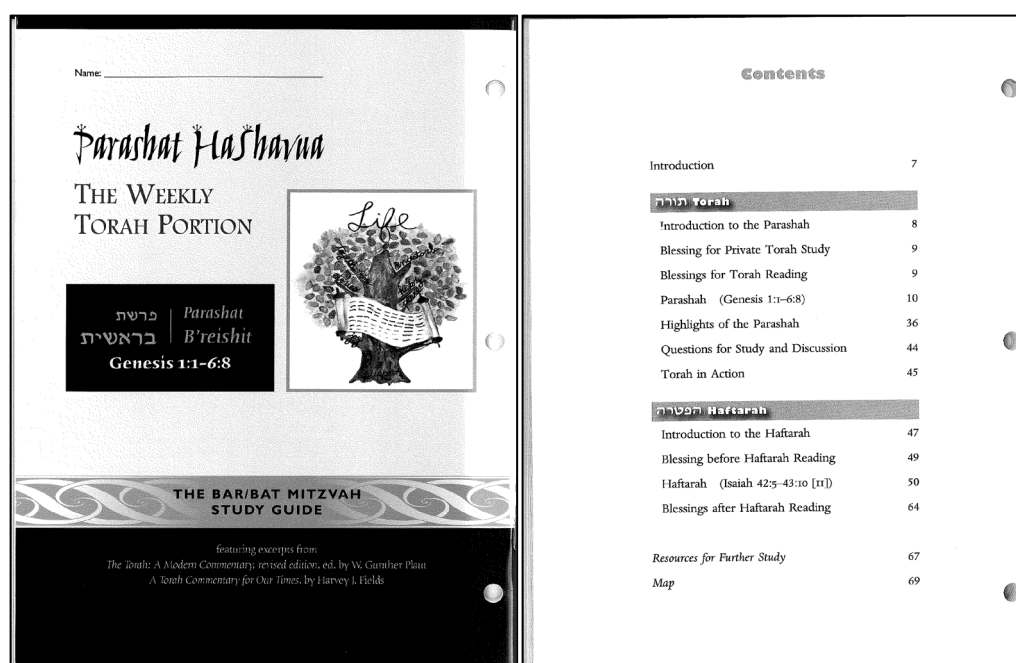 Name:
Parashat HaShavua
THE WEEKLY
TORAH PORTION
Life
פרשת
בראשית
Parashat
B'reishit
Genesis 1:1–6:8
THE BAR/BAT MITZVAH
STUDY GUIDE
featuring excerpts from
The Torah: A Modern Commentary, revised edition, ed. by W. Gunther Plaut
A Torah Commentary for Our Times, by Harvey J. Fields
Contents
Introduction 7
תורה Torah
Introduction to the Parashah 8
Blessing for Private Torah Study 9
Blessings for Torah Reading 9
Parashah (Genesis 1:1–6:8) 10
Highlights of the Parashah 36
Questions for Study and Discussion 44
Torah in Action 45
הפטרה Haftarah
Introduction to the Haftarah 47
Blessing before Haftarah Reading 49
Haftarah (Isaiah 42:5–43:10 [11]) 50
Blessings after Haftarah Reading 64
Resources for Further Study 67
Map 69